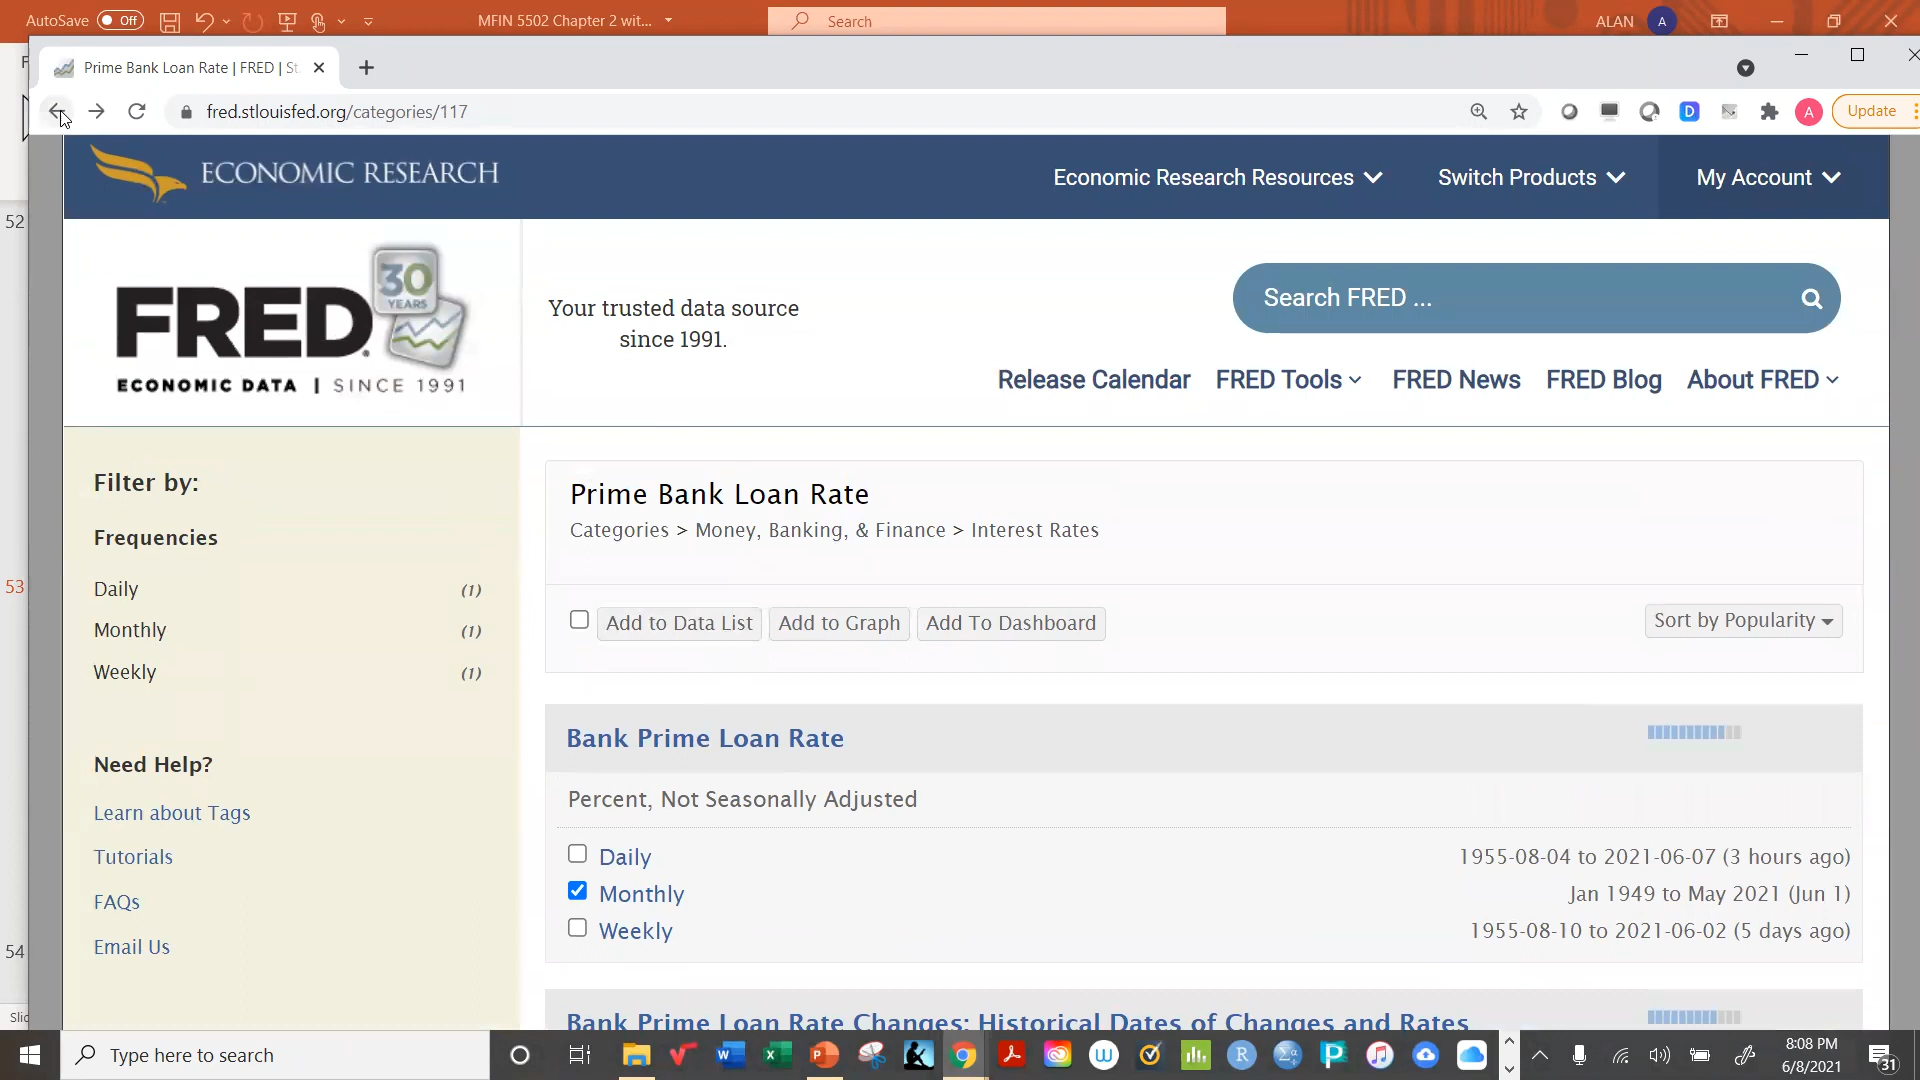 AutoSave Off
MFIN 5502 Chapter 2 wit...
Search
ALAN A
Prime Bank Loan Rate | FRED | St.
fred.stlouisfed.org/categories/117
D
A
Update
ECONOMIC RESEARCH
Economic Research Resources
Switch Products
My Account
30
YEARS
FRED
ECONOMIC DATA | SINCE 1991
Your trusted data source
since 1991.
Search FRED ...
Release Calendar
FRED Tools
FRED News
FRED Blog
About FRED
52
53
54
Filter by:
Frequencies
Daily (1)
Monthly (1)
Weekly (1)
Need Help?
Learn about Tags
Tutorials
FAQs
Email Us
Prime Bank Loan Rate
Categories > Money, Banking, & Finance > Interest Rates
Add to Data List
Add to Graph
Add To Dashboard
Sort by Popularity
Bank Prime Loan Rate
Percent, Not Seasonally Adjusted
Daily 1955-08-04 to 2021-06-07 (3 hours ago)
Monthly Jan 1949 to May 2021 (Jun 1)
Weekly 1955-08-10 to 2021-06-02 (5 days ago)
Bank Prime Loan Rate Changes: Historical Dates of Changes and Rates
Type here to search
8:08 PM
6/8/2021
31